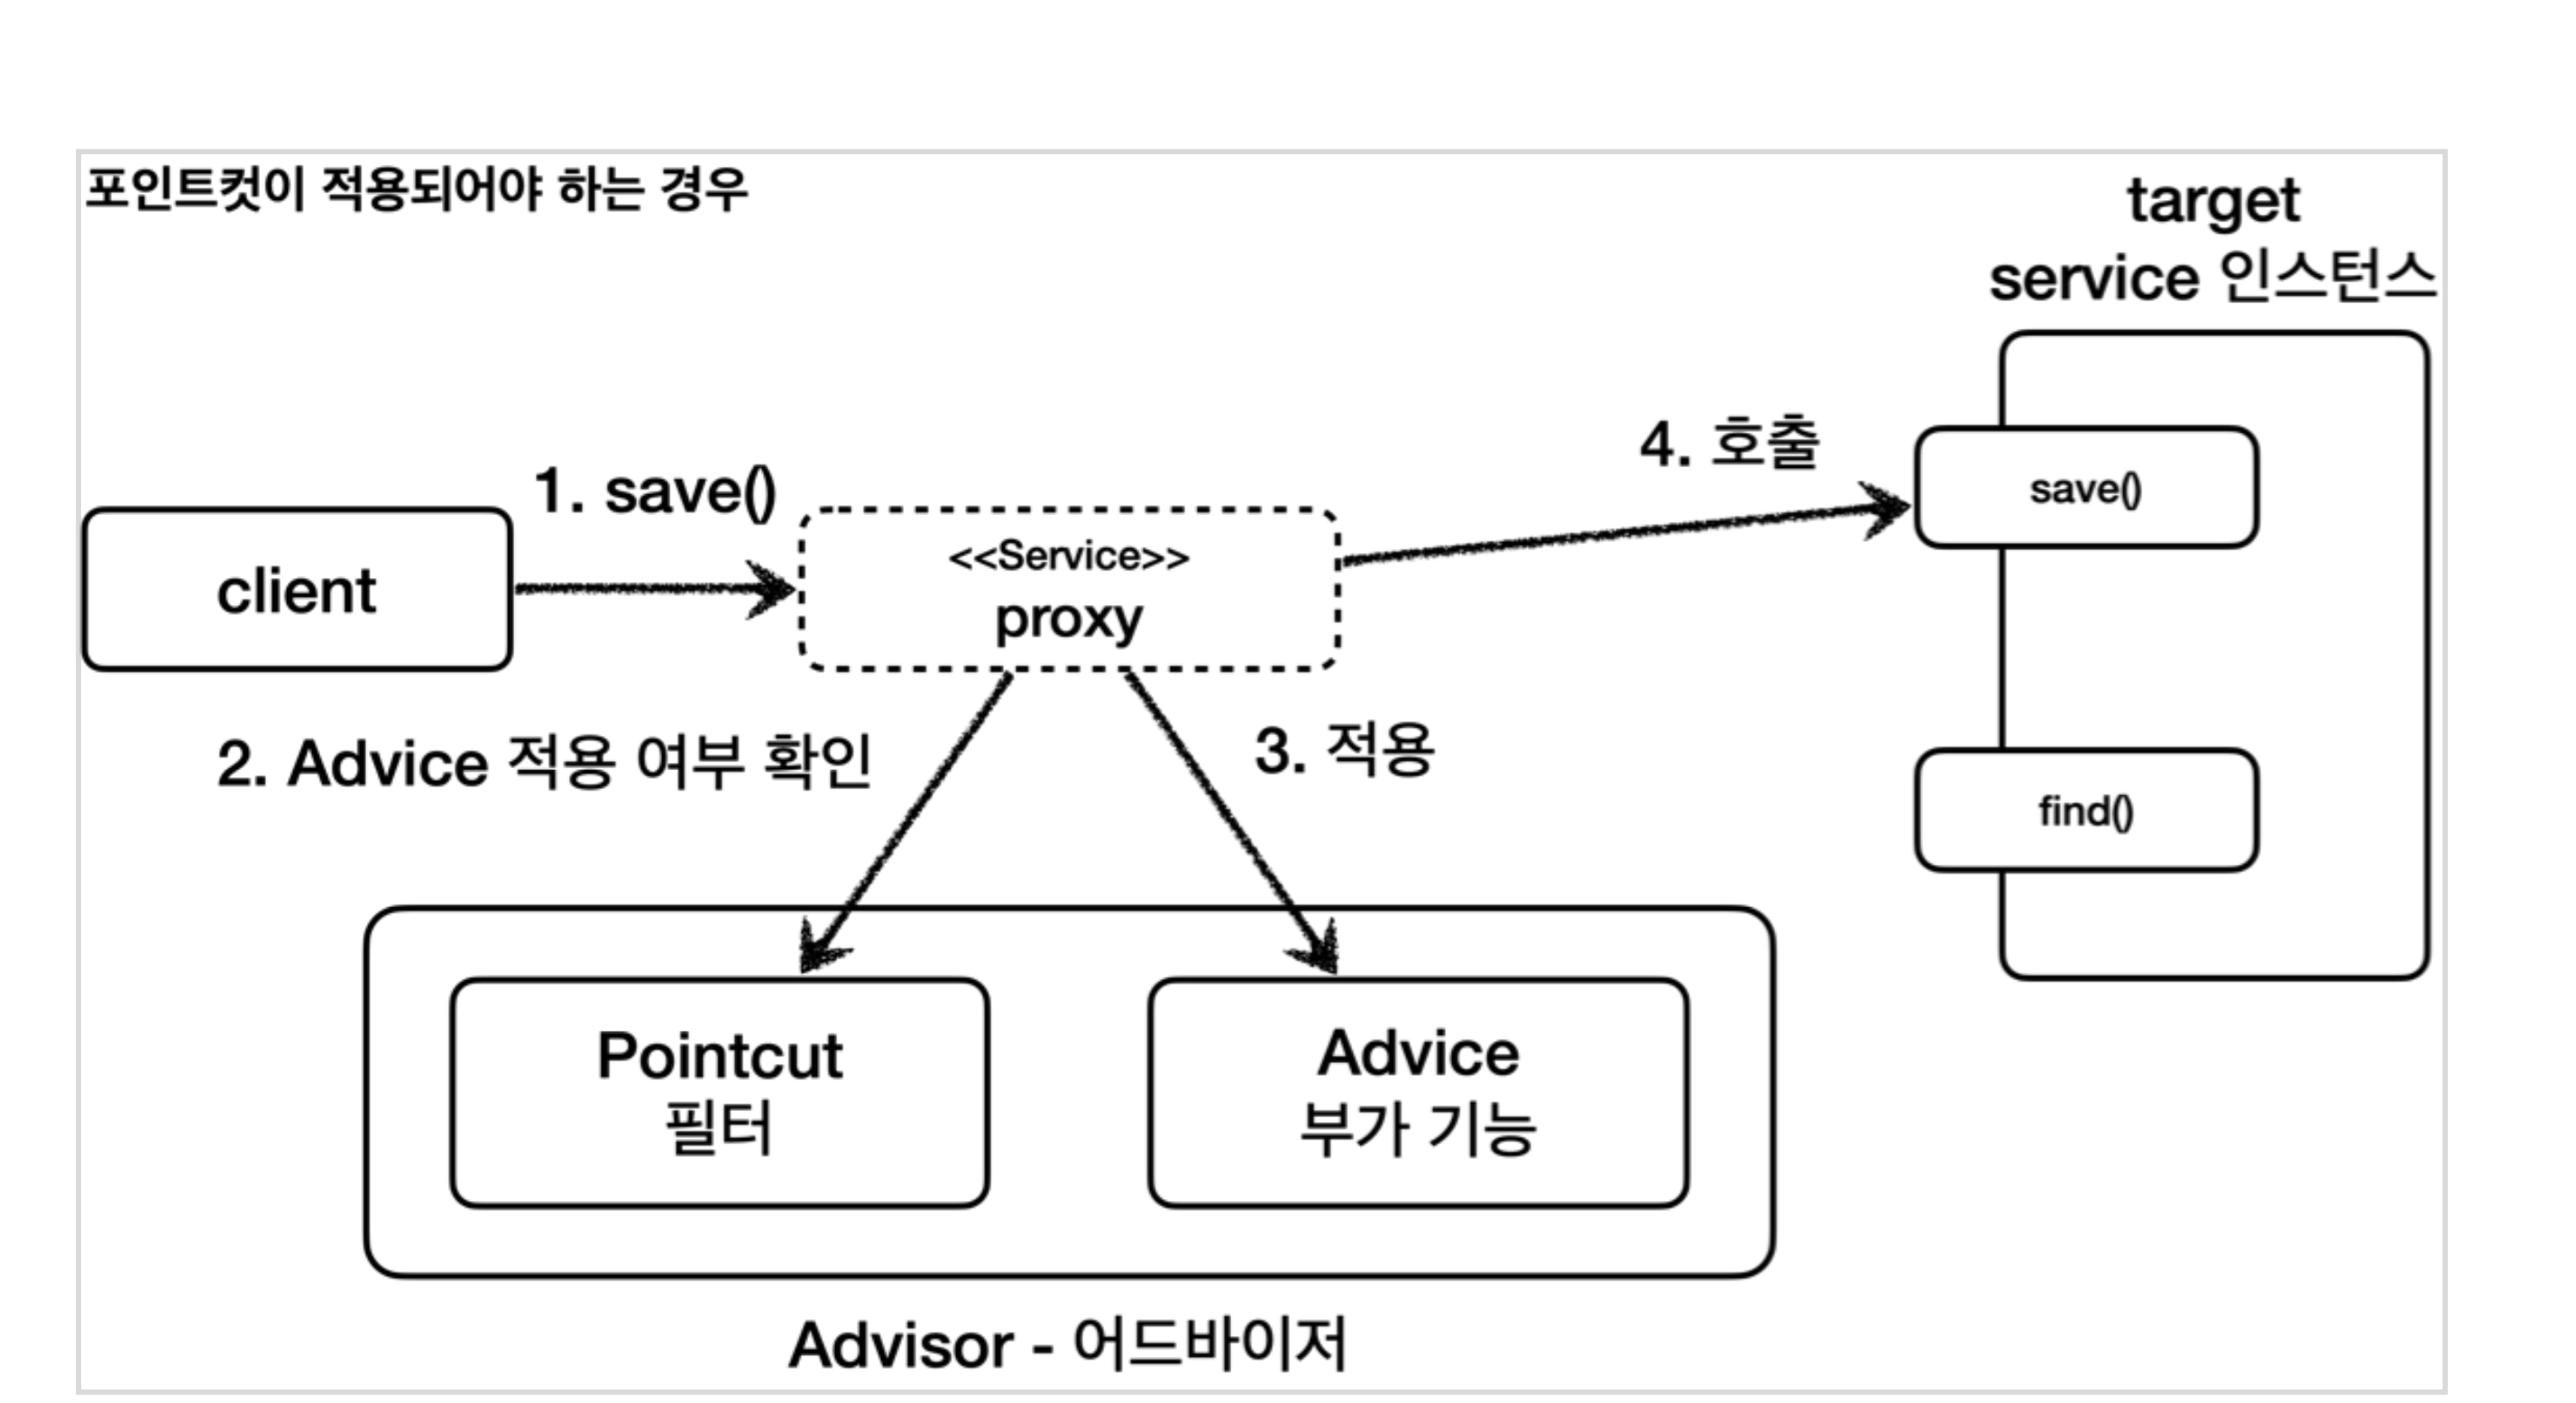 포인트컷이 적용되어야 하는 경우
target
service 인스턴스
4. 호출
1. save()
save()
client
<<Service>>
proxy
2. Advice 적용 여부 확인
3. 적용
find()
Pointcut
필터
Advice
부가 기능
Advisor - 어드바이저